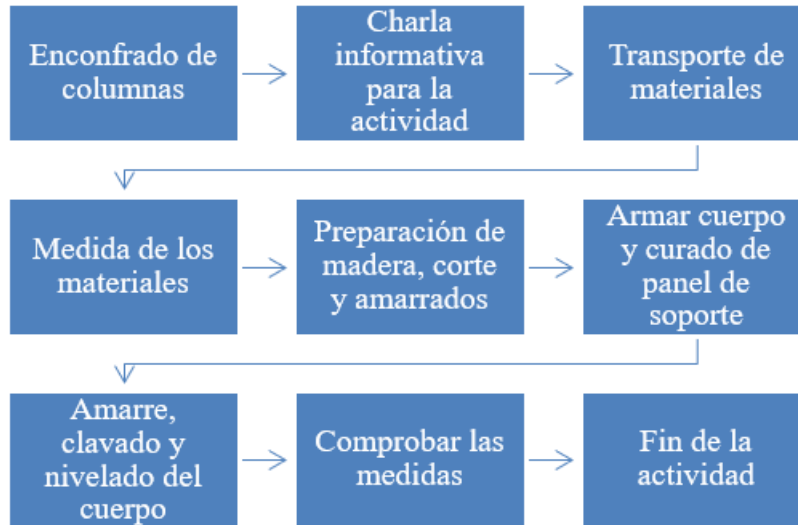 Enconfrado de
columnas
Charla
informativa
para la
actividad
Transporte de
materiales
Medida de los
materiales
Preparación de
madera, corte
y amarrados
Armar cuerpo
y curado de
panel de
soporte
Amarre,
clavado y
nivelado del
cuerpo
Comprobar las
medidas
Fin de la
actividad